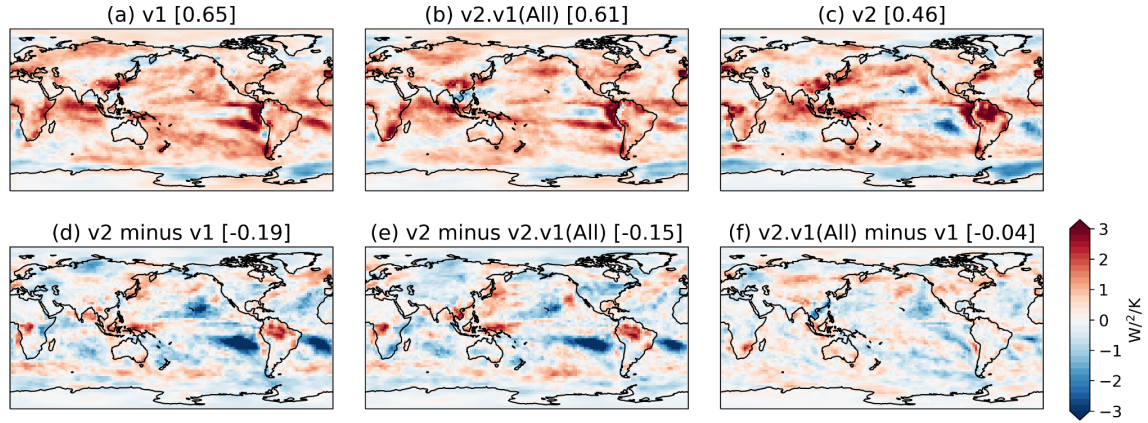 (a) v1 [0.65]
(b) v2.v1(All) [0.61]
(c) v2 [0.46]
(d) v2 minus v1 [-0.19]
(e) v2 minus v2.v1(All) [-0.15]
(f) v2.v1(All) minus v1 [-0.04]
3
2
1
0
−1
−2
−3
W/²/K